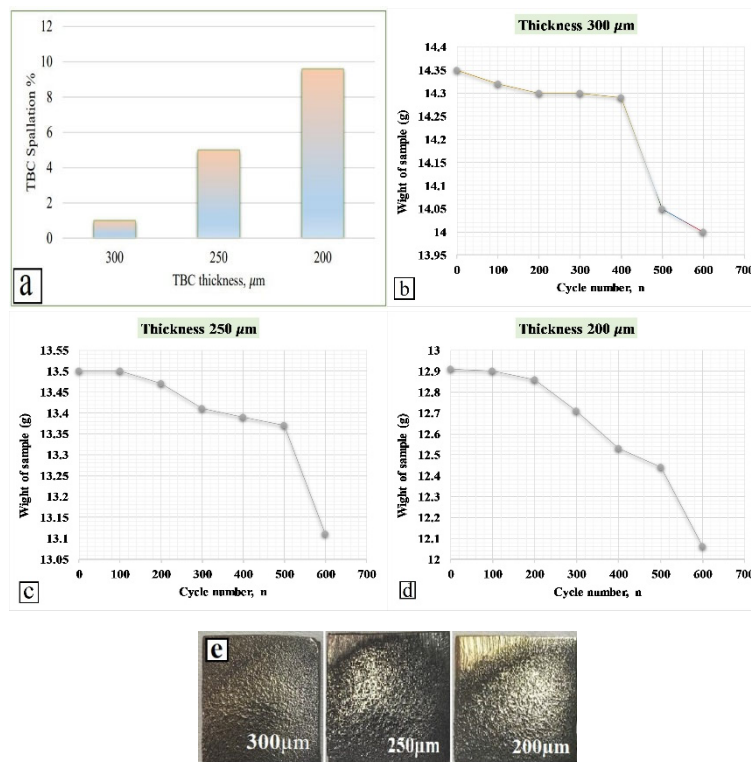 12
10
8
6
4
2
0
TBC Spallation %
300 250 200
TBC thickness, µm
a
Thickness 300 µm
14.4
14.35
14.3
14.25
14.2
14.15
14.1
14.05
14
13.95
Wight of sample (g)
0 100 200 300 400 500 600 700
Cycle number, n
b
Thickness 250 µm
13.55
13.5
13.45
13.4
13.35
13.3
13.25
13.2
13.15
13.1
13.05
Wight of sample (g)
0 100 200 300 400 500 600 700
Cycle number, n
c
Thickness 200 µm
13
12.9
12.8
12.7
12.6
12.5
12.4
12.3
12.2
12.1
12
Wight of sample (g)
0 100 200 300 400 500 600 700
Cycle number, n
d
e
300µm
250µm
200µm